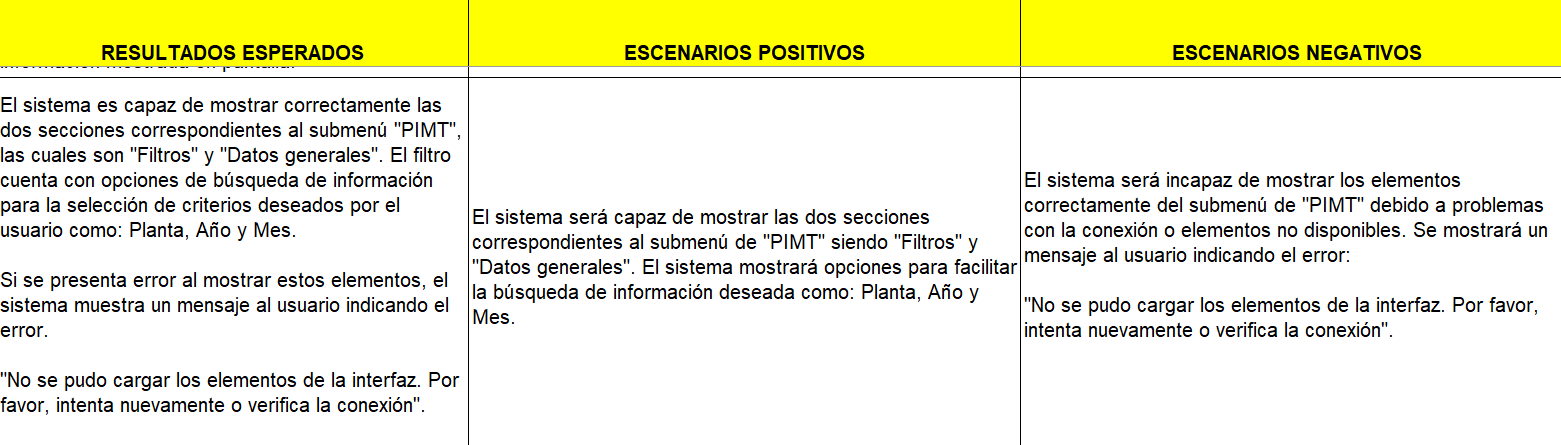 RESULTADOS ESPERADOS
ESCENARIOS POSITIVOS
ESCENARIOS NEGATIVOS
El sistema es capaz de mostrar correctamente las
dos secciones correspondientes al submenú "PIMT",
las cuales son "Filtros" y "Datos generales". El filtro
cuenta con opciones de búsqueda de información
para la selección de criterios deseados por el
usuario como: Planta, Año y Mes.
Si se presenta error al mostrar estos elementos, el
sistema muestra un mensaje al usuario indicando el
error.
"No se pudo cargar los elementos de la interfaz. Por
favor, intenta nuevamente o verifica la conexión".
El sistema será capaz de mostrar las dos secciones
correspondientes al submenú de "PIMT" siendo "Filtros" y
"Datos generales". El sistema mostrará opciones para facilitar
la búsqueda de información deseada como: Planta, Año y
Mes.
El sistema será incapaz de mostrar los elementos
correctamente del submenú de "PIMT" debido a problemas
con la conexión o elementos no disponibles. Se mostrará un
mensaje al usuario indicando el error:
"No se pudo cargar los elementos de la interfaz. Por favor,
intenta nuevamente o verifica la conexión".